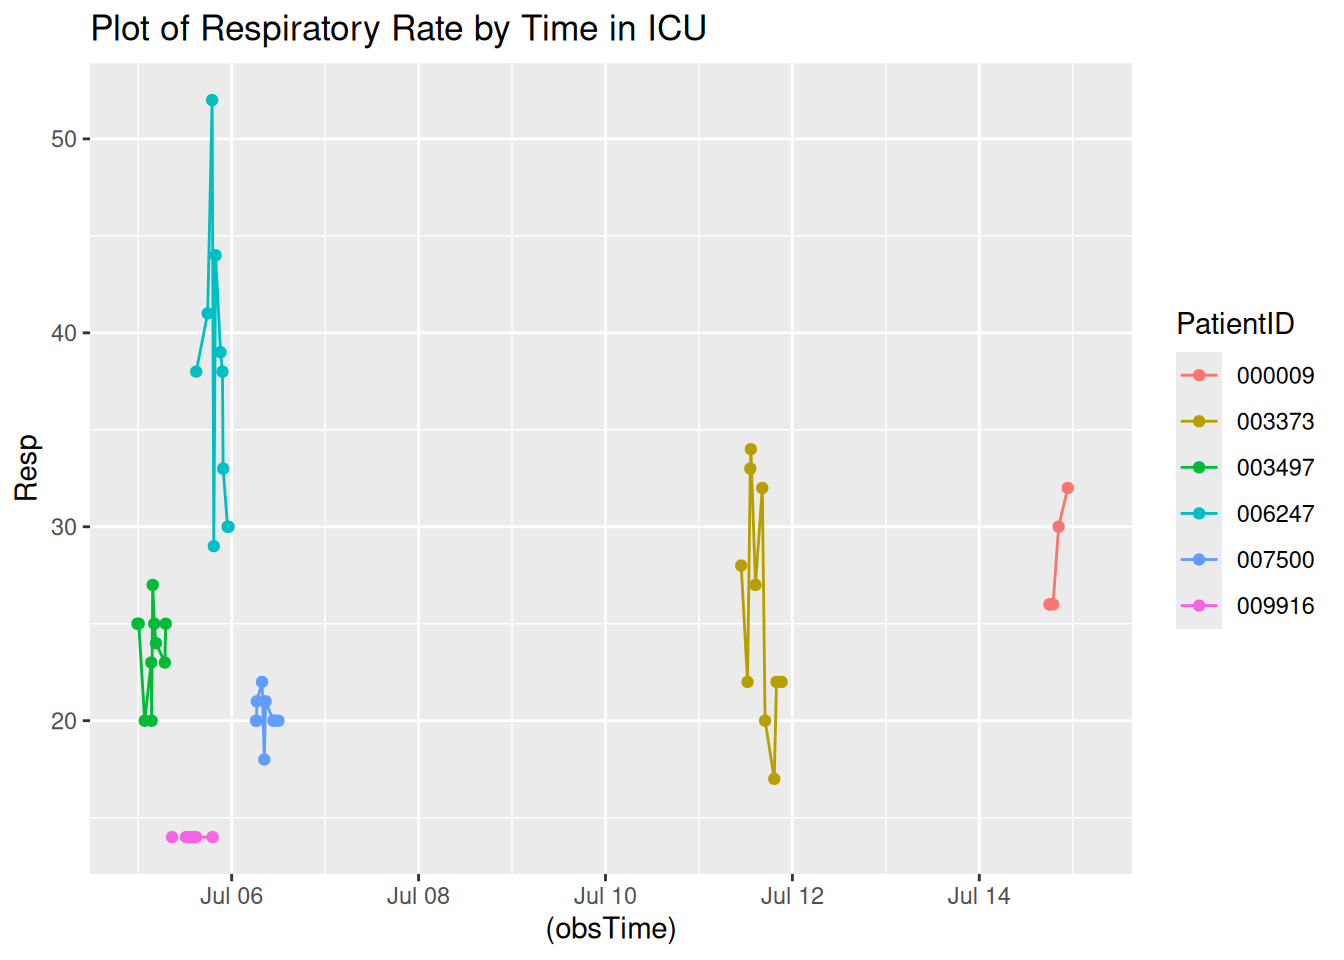 Plot of Respiratory Rate by Time in ICU
50
40
30
20
Resp
Jul 06
Jul 08
Jul 10
Jul 12
Jul 14
(obsTime)
PatientID
000009
003373
003497
006247
007500
009916